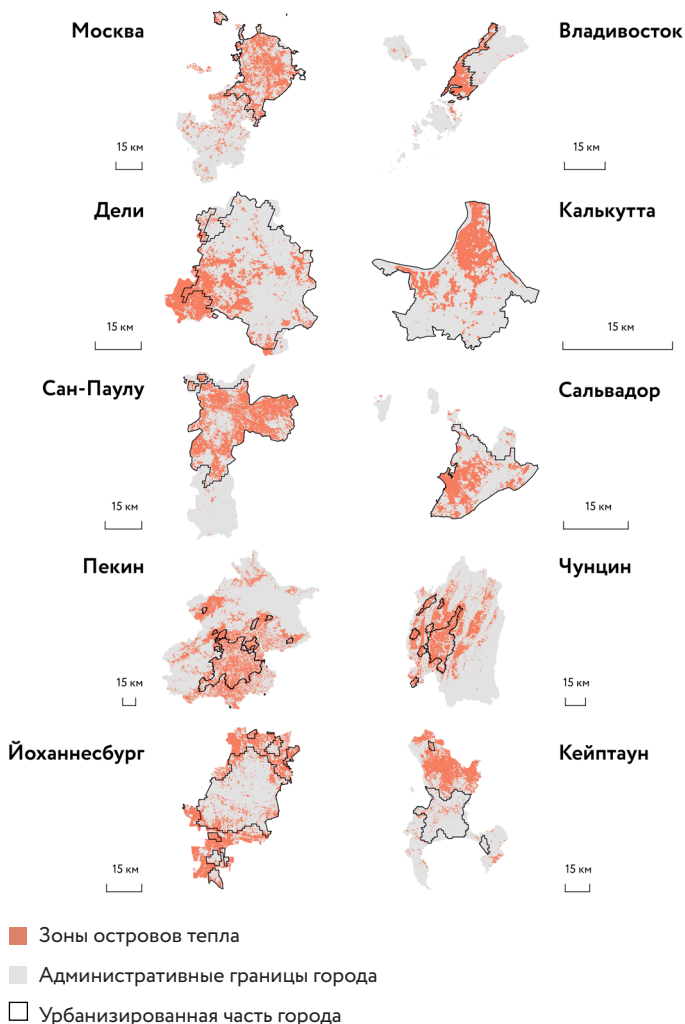 Москва
Владивосток
15 км
15 км
Дели
Калькутта
15 км
15 км
Сан-Паулу
Сальвадор
15 км
15 км
Пекин
Чунцин
15 км
15 км
Йоханнесбург
Кейптаун
15 км
15 км
Зоны островов тепла
Административные границы города
Урбанизированная часть города